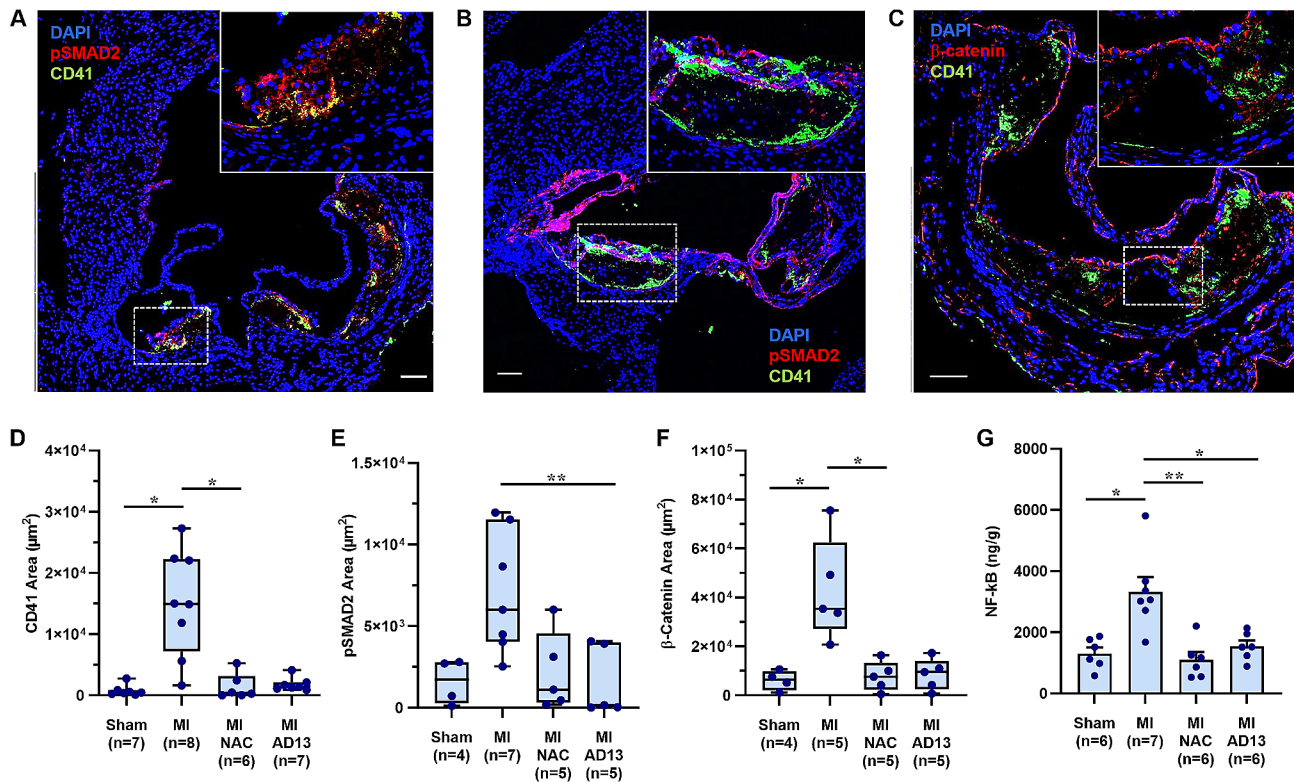 A
DAPI
pSMAD2
CD41
B
DAPI
pSMAD2
CD41
C
DAPI
β-catenin
CD41
D
CD41 Area (µm²)
4×10⁴
3×10⁴
2×10⁴
1×10⁴
0
*
*
Sham
(n=7)
MI
(n=8)
MI
NAC
(n=6)
MI
AD13
(n=7)
E
pSMAD2 Area (µm²)
1.5×10⁴
1×10⁴
5×10³
0
**
Sham
(n=4)
MI
(n=7)
MI
NAC
(n=5)
MI
AD13
(n=5)
F
β-Catenin Area (µm²)
1×10⁵
8×10⁴
6×10⁴
4×10⁴
2×10⁴
0
*
*
Sham
(n=4)
MI
(n=5)
MI
NAC
(n=5)
MI
AD13
(n=5)
G
NF-kB (ng/g)
8000
6000
4000
2000
0
*
**
*
Sham
(n=6)
MI
(n=7)
MI
NAC
(n=6)
MI
AD13
(n=6)